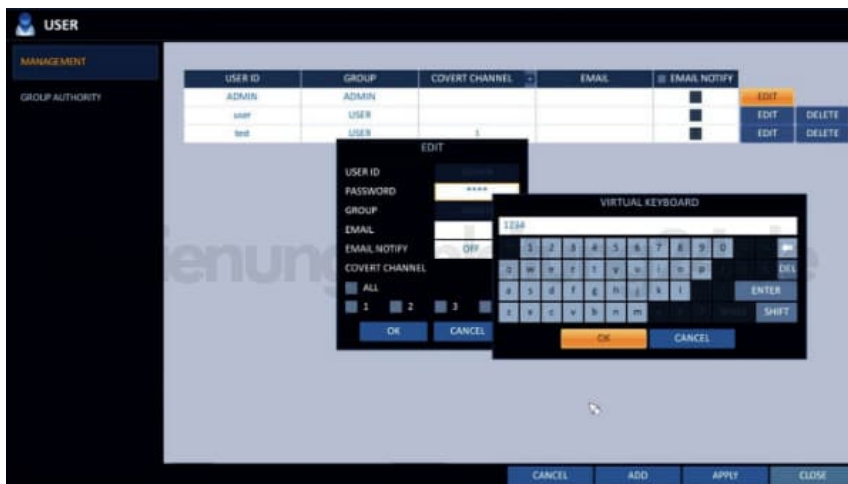 USER
MANAGEMENT
GROUP AUTHORITY
USER ID GROUP COVERT CHANNEL EMAIL EMAIL NOTIFY
ADMIN ADMIN EDIT
user USER EDIT DELETE
test USER 1 EDIT DELETE
EDIT
USER ID
PASSWORD ****
GROUP
EMAIL
EMAIL NOTIFY OFF
COVERT CHANNEL
ALL
1 2 3
OK CANCEL
VIRTUAL KEYBOARD
1234
1 2 3 4 5 6 7 8 9 0
q w e r t y u i o p DEL
a s d f g h j k l ENTER
z x c v b n m SHIFT
OK CANCEL
CANCEL ADD APPLY CLOSE